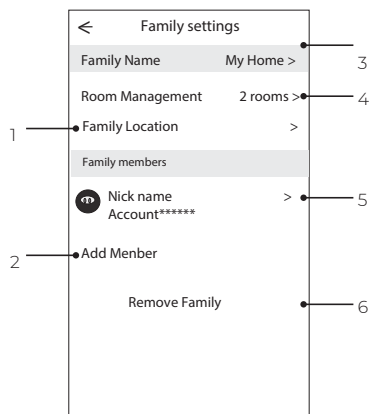 Family settings
Family Name My Home >
3
Room Management 2 rooms >
4
1
Family Location >
Family members
Nick name >
5
Account******
2
Add Menber
Remove Family
6